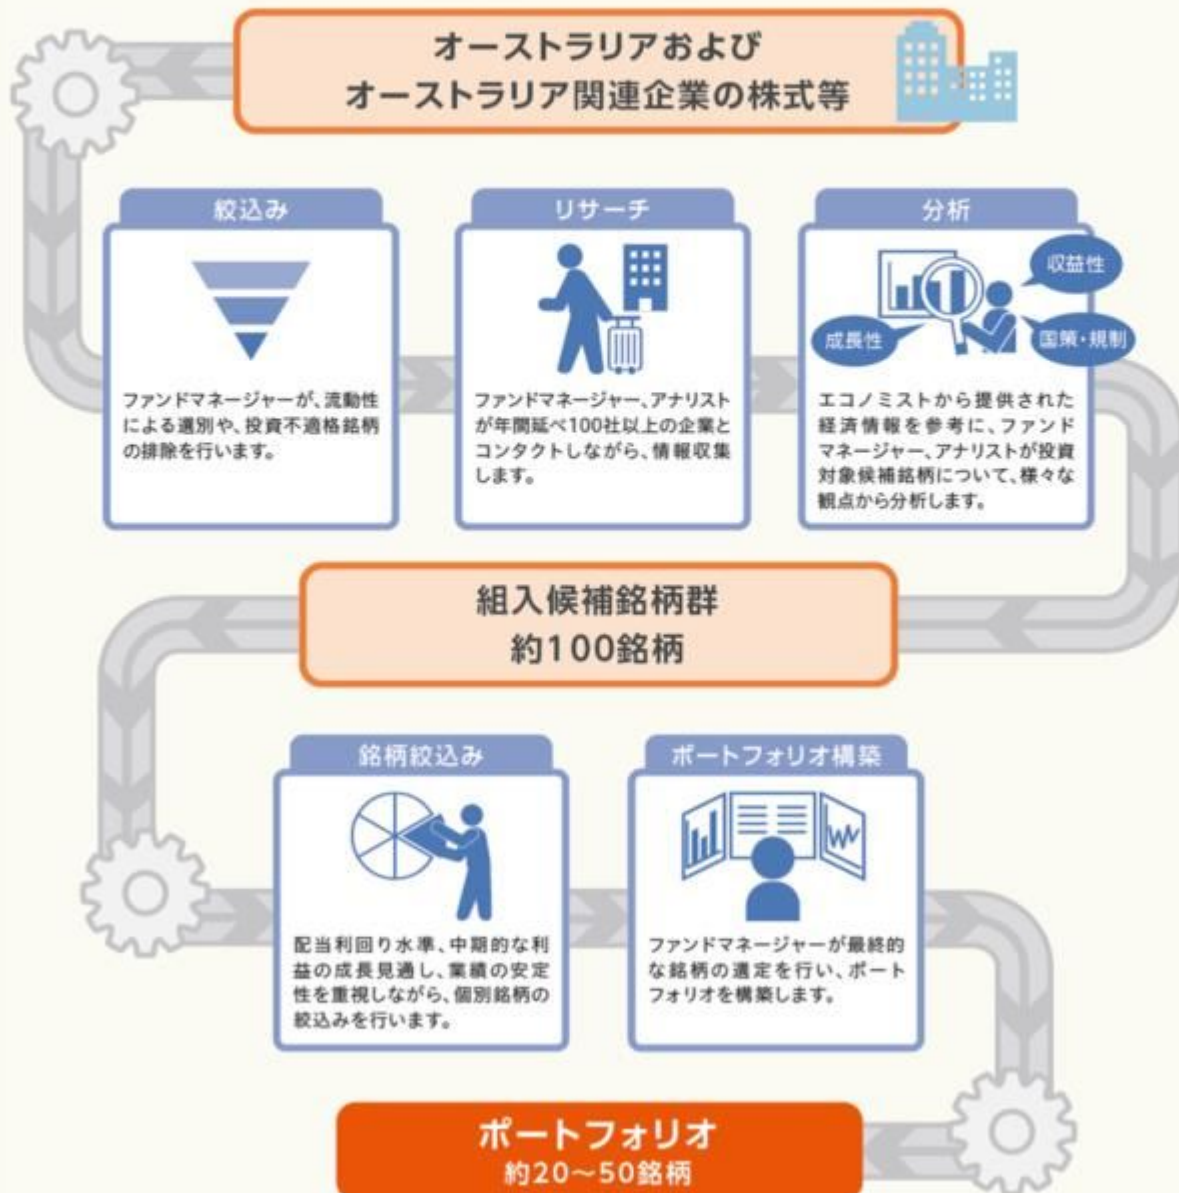 オーストラリアおよび
オーストラリア関連企業の株式等
絞込み
ファンドマネージャーが、流動性
による選別や、投資不適格銘柄
の排除を行います。
リサーチ
ファンドマネージャー、アナリスト
が年間延べ100社以上の企業と
コンタクトしながら、情報収集
します。
分析
収益性
成長性
国策・規制
エコノミストから提供された
経済情報を参考に、ファンド
マネージャー、アナリストが投資
対象候補銘柄について、様々な
観点から分析します。
組入候補銘柄群
約100銘柄
銘柄絞込み
配当利回り水準、中期的な利
益の成長見通し、業績の安定
性を重視しながら、個別銘柄の
絞込みを行います。
ポートフォリオ構築
ファンドマネージャーが最終的
な銘柄の選定を行い、ポート
フォリオを構築します。
ポートフォリオ
約20～50銘柄